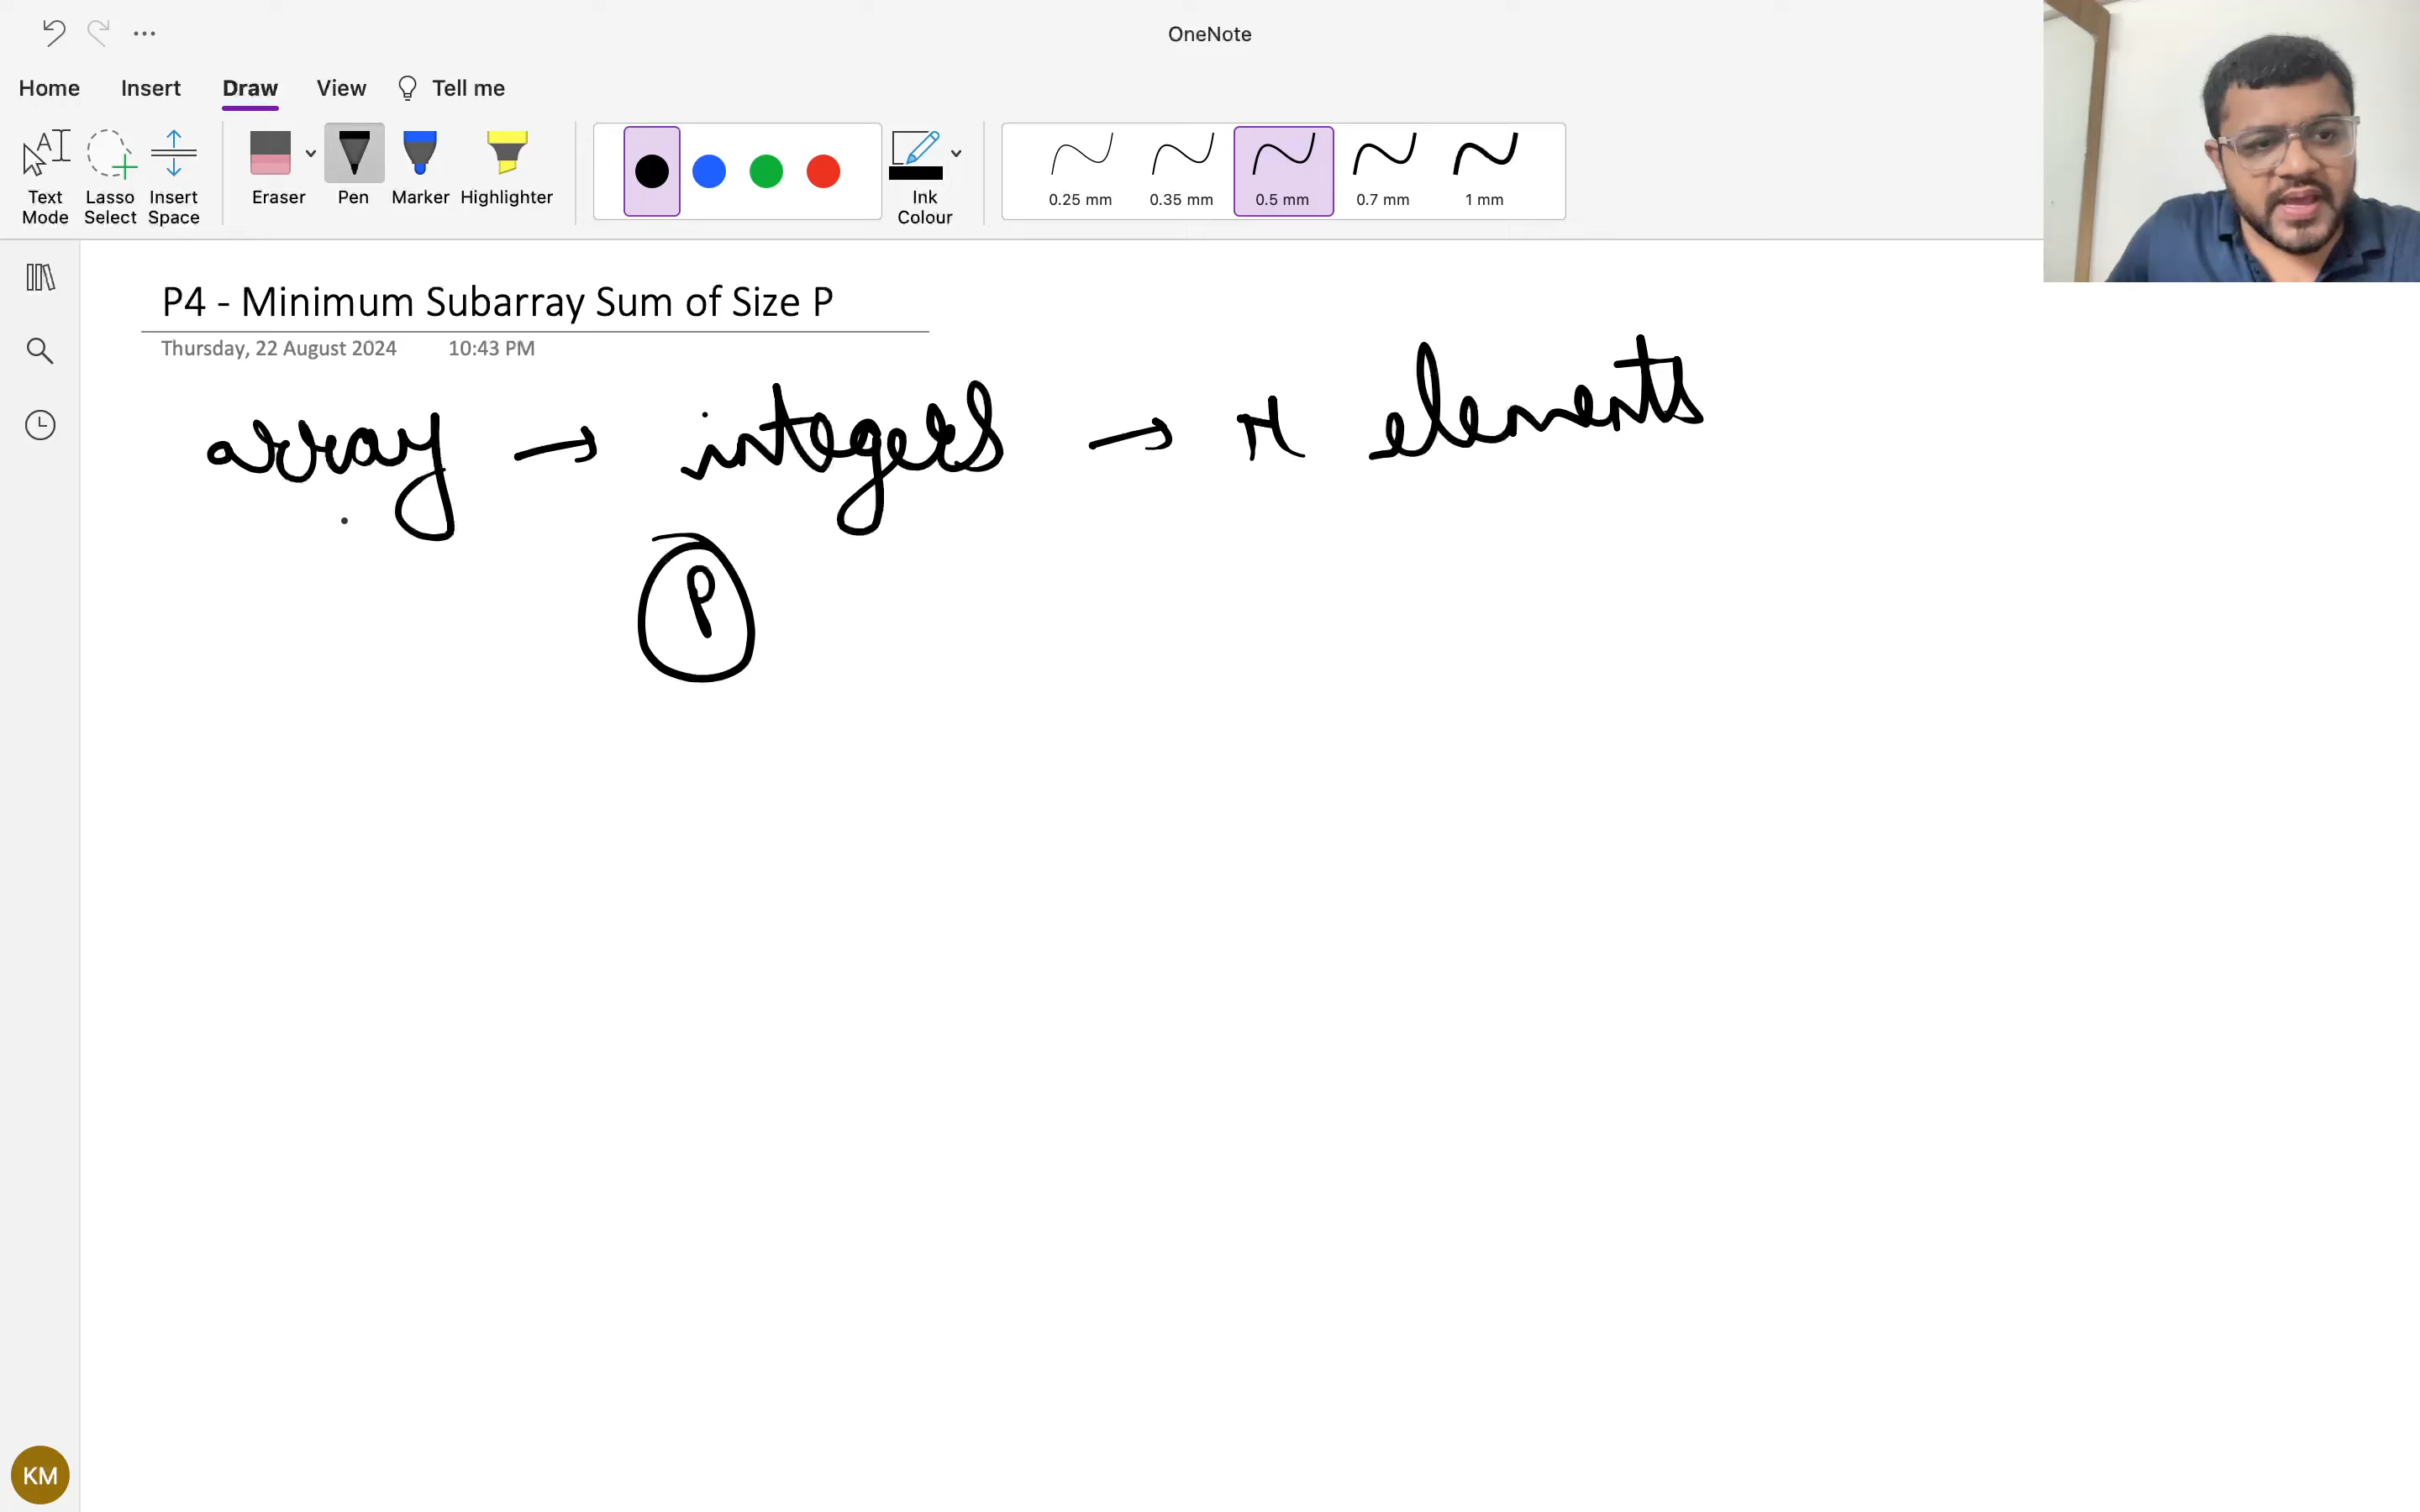 OneNote
Home Insert Draw View Tell me
Text Mode
Lasso Select
Insert Space
Eraser
Pen
Marker
Highlighter
Ink Colour
0.25 mm
0.35 mm
0.5 mm
0.7 mm
1 mm
P4 - Minimum Subarray Sum of Size P
Thursday, 22 August 2024 10:43 PM
array → integers → n elements
P
KM